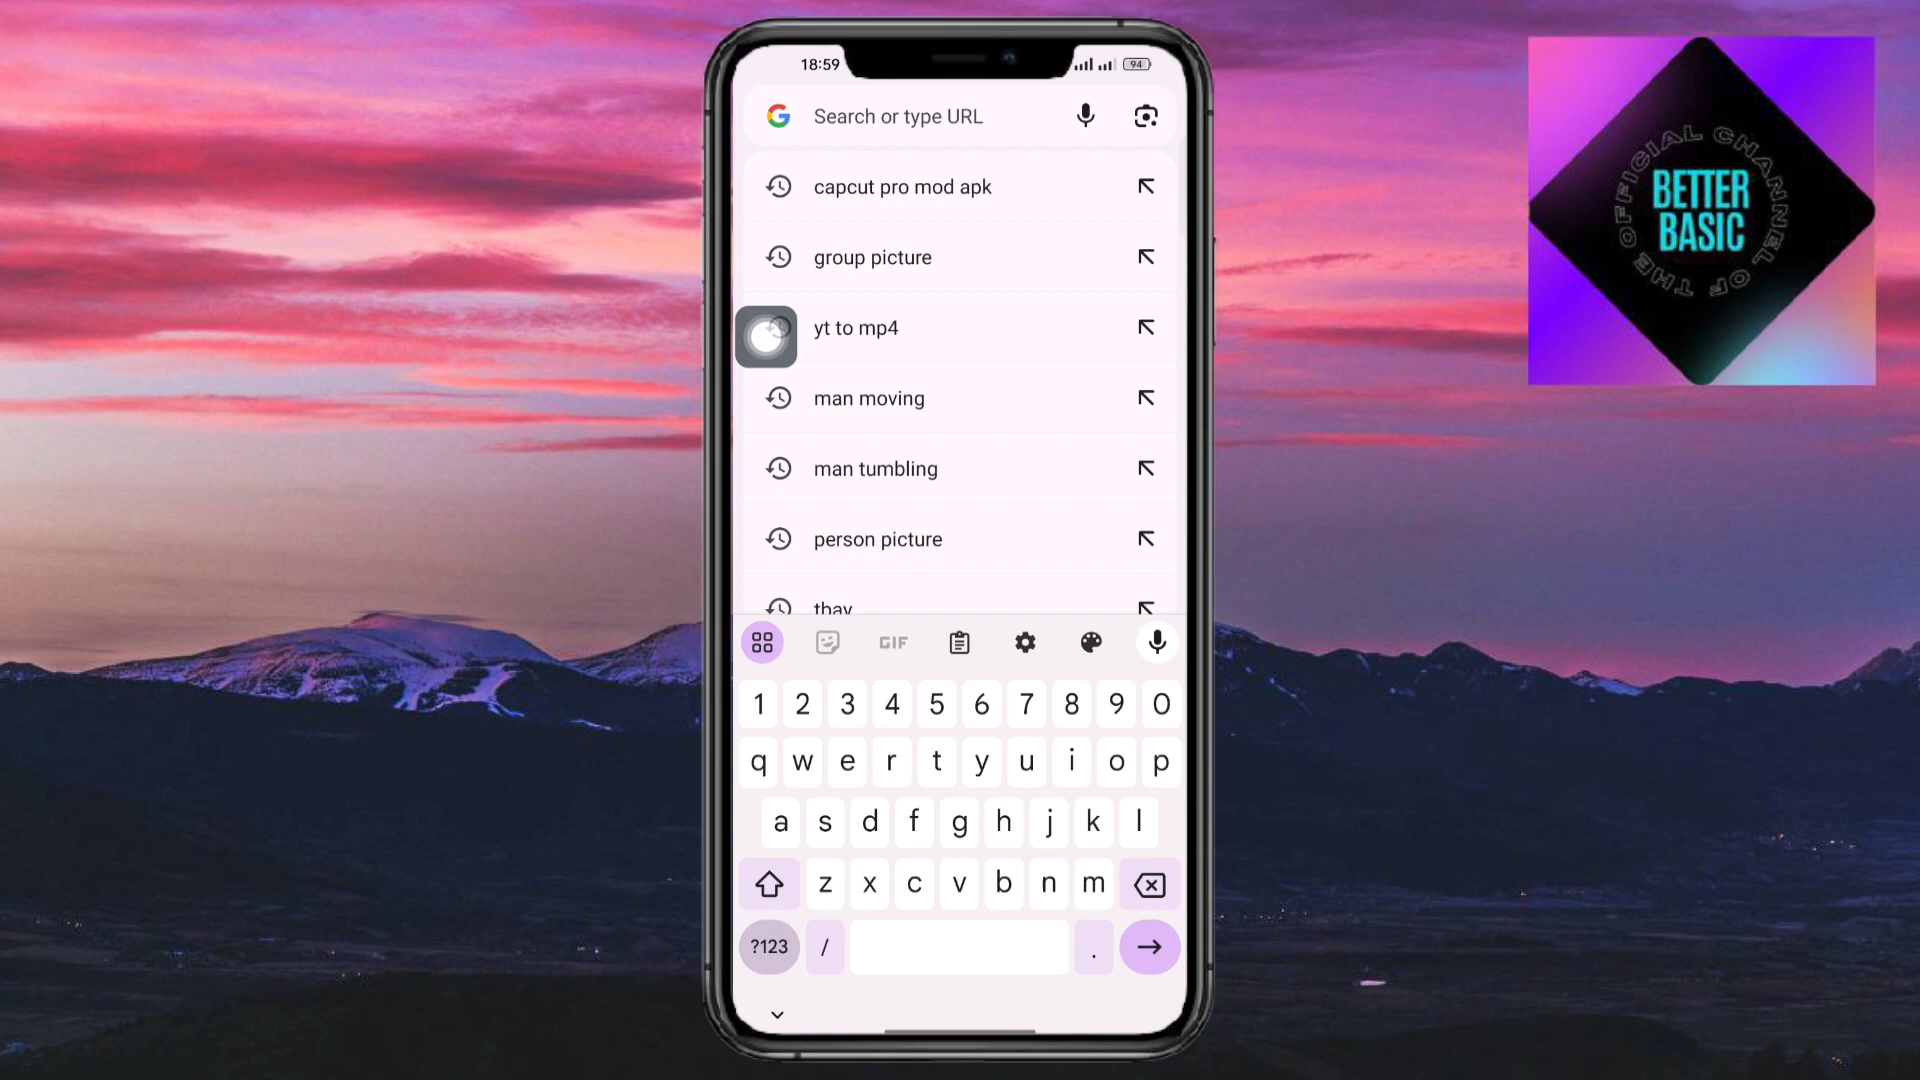 18:59
94
Search or type URL
capcut pro mod apk
group picture
yt to mp4
man moving
man tumbling
person picture
tbay
GIF
1 2 3 4 5 6 7 8 9 0
q w e r t y u i o p
a s d f g h j k l
z x c v b n m
?123 / .
BETTER
BASIC
OFFICIAL CHANNEL OF THE